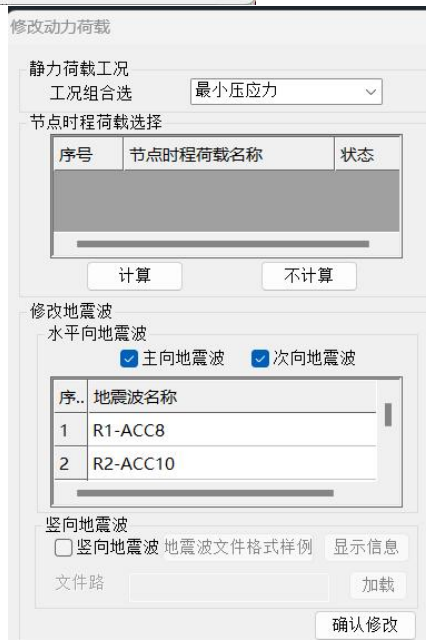 修改动力荷载
静力荷载工况
工况组合选 最小压应力
节点时程荷载选择
序号 节点时程荷载名称 状态
计算 不计算
修改地震波
水平向地震波
主向地震波 次向地震波
序.. 地震波名称
1 R1-ACC8
2 R2-ACC10
竖向地震波
竖向地震波 地震波文件格式样例 显示信息
文件路 加载
确认修改